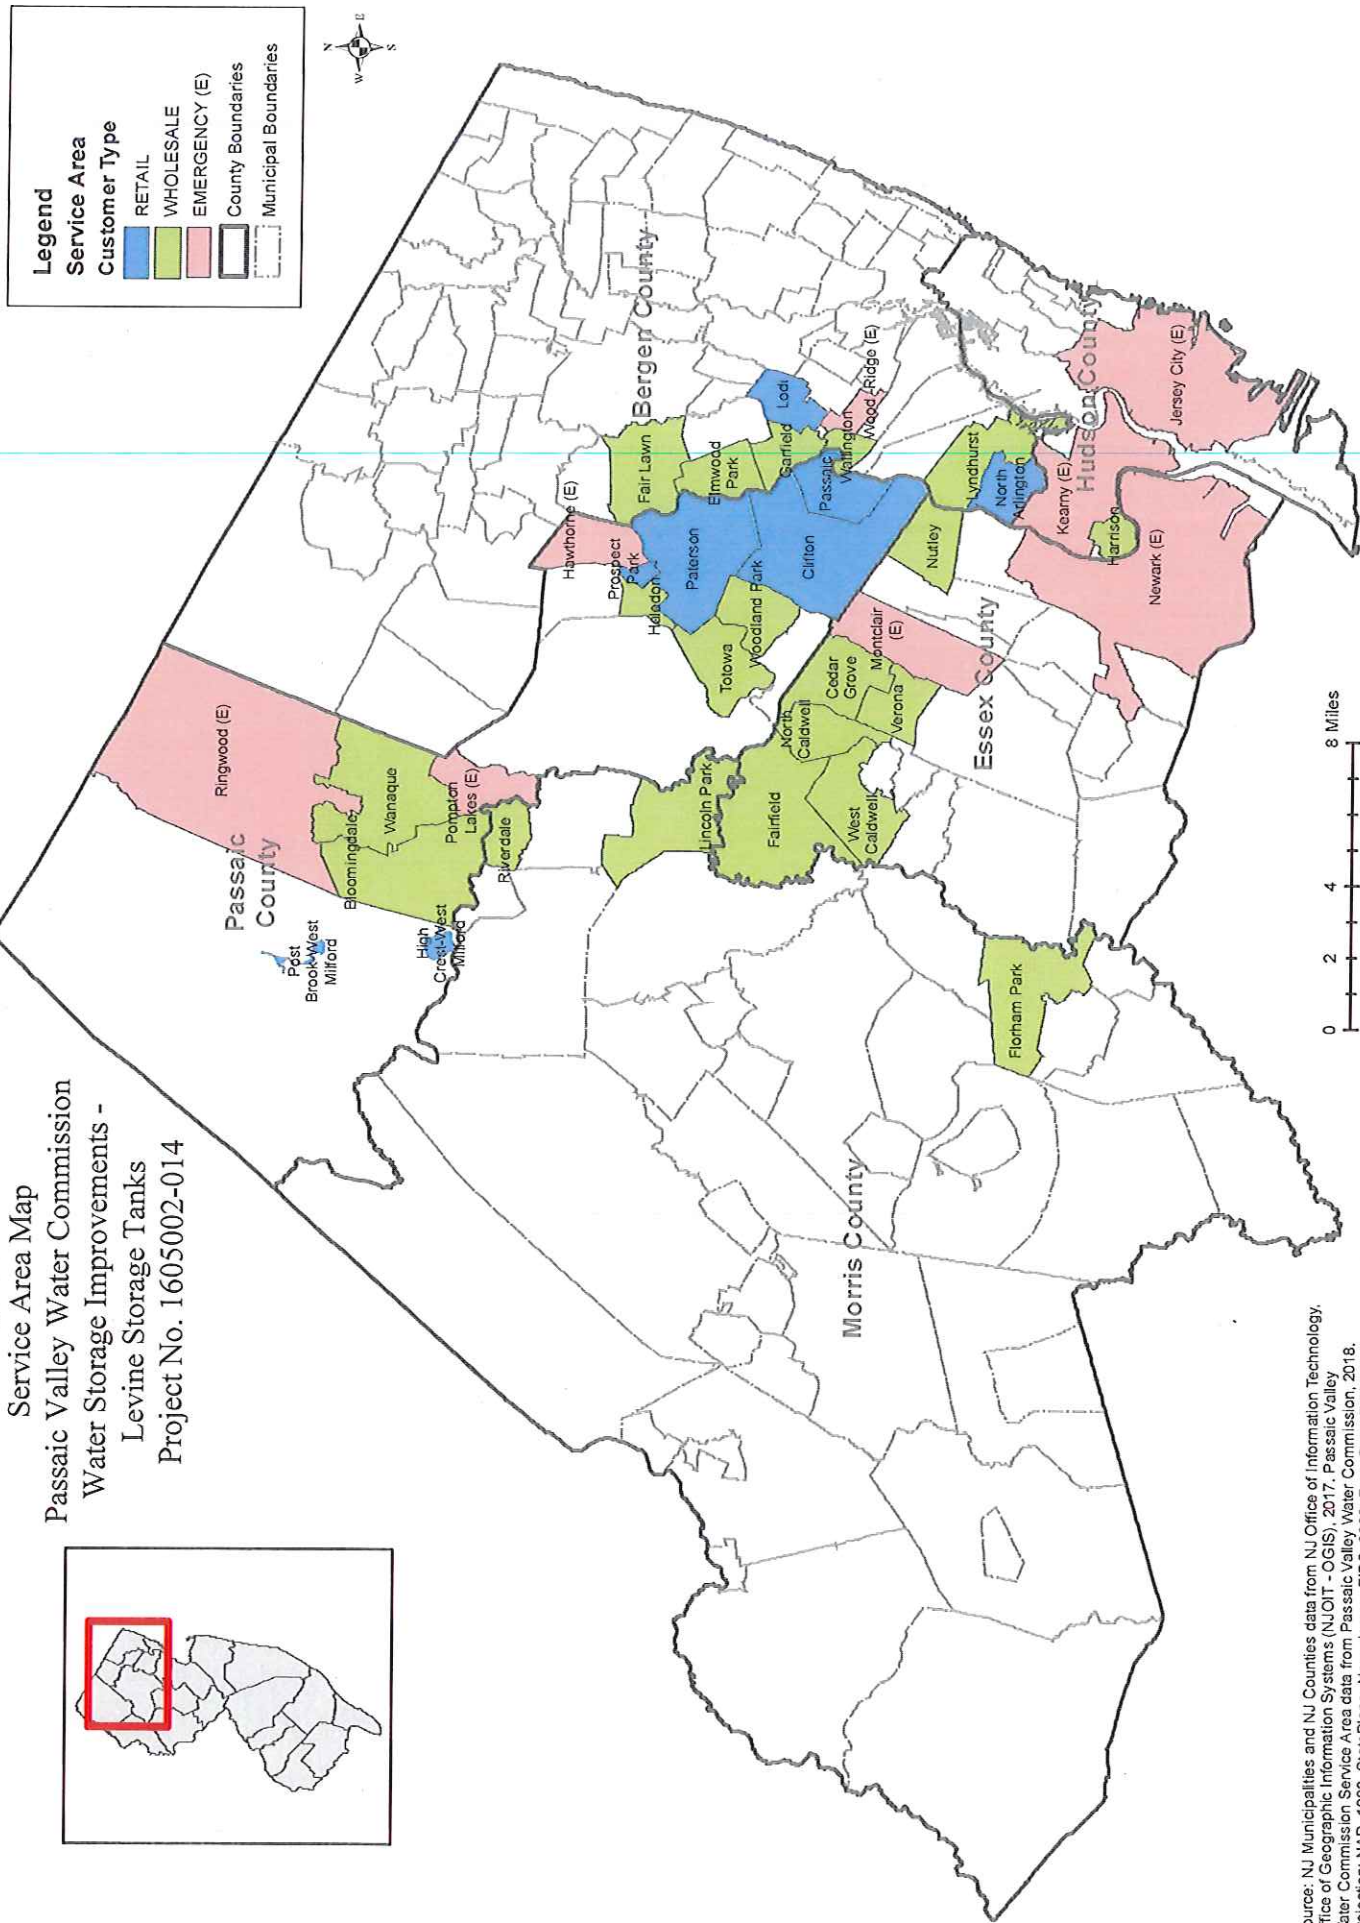 Service Area Map
Passaic Valley Water Commission
Water Storage Improvements -
Levine Storage Tanks
Project No. 16050002-014
Legend
Service Area
Customer Type
RETAIL
WHOLESALE
EMERGENCY (E)
County Boundaries
Municipal Boundaries
N
E
S
W
Passaic
County
Ringwood (E)
Post
Brook-West
Milford
Bloomingdale
Wanaque
High
Crest-West
Milford
Pompton
Lakes (E)
Riverdale
Bergen County
Hawthorne (E)
Fair Lawn
Prospect
Park
Haledon
Paterson
Elmwood
Park
Lodi
Garfield
Totowa
Woodland Park
Clifton
Passaic
Wallington
Wood-Ridge (E)
Lincoln Park
Fairfield
North
Caldwell
Cedar
Grove
Montclair
(E)
West
Caldwell
Verona
Nutley
Lyndhurst
North
Arlington
Essex County
Kearny (E)
Hudson County
Harrison
Newark (E)
Jersey City (E)
Florham Park
Morris County
0 2 4 8 Miles
ource: NJ Municipalities and NJ Counties data from NJ Office of Information Technology,
ffice of Geographic Information Systems (NJOIT - OGIS), 2017. Passaic Valley
ater Commission Service Area data from Passaic Valley Water Commission, 2018.